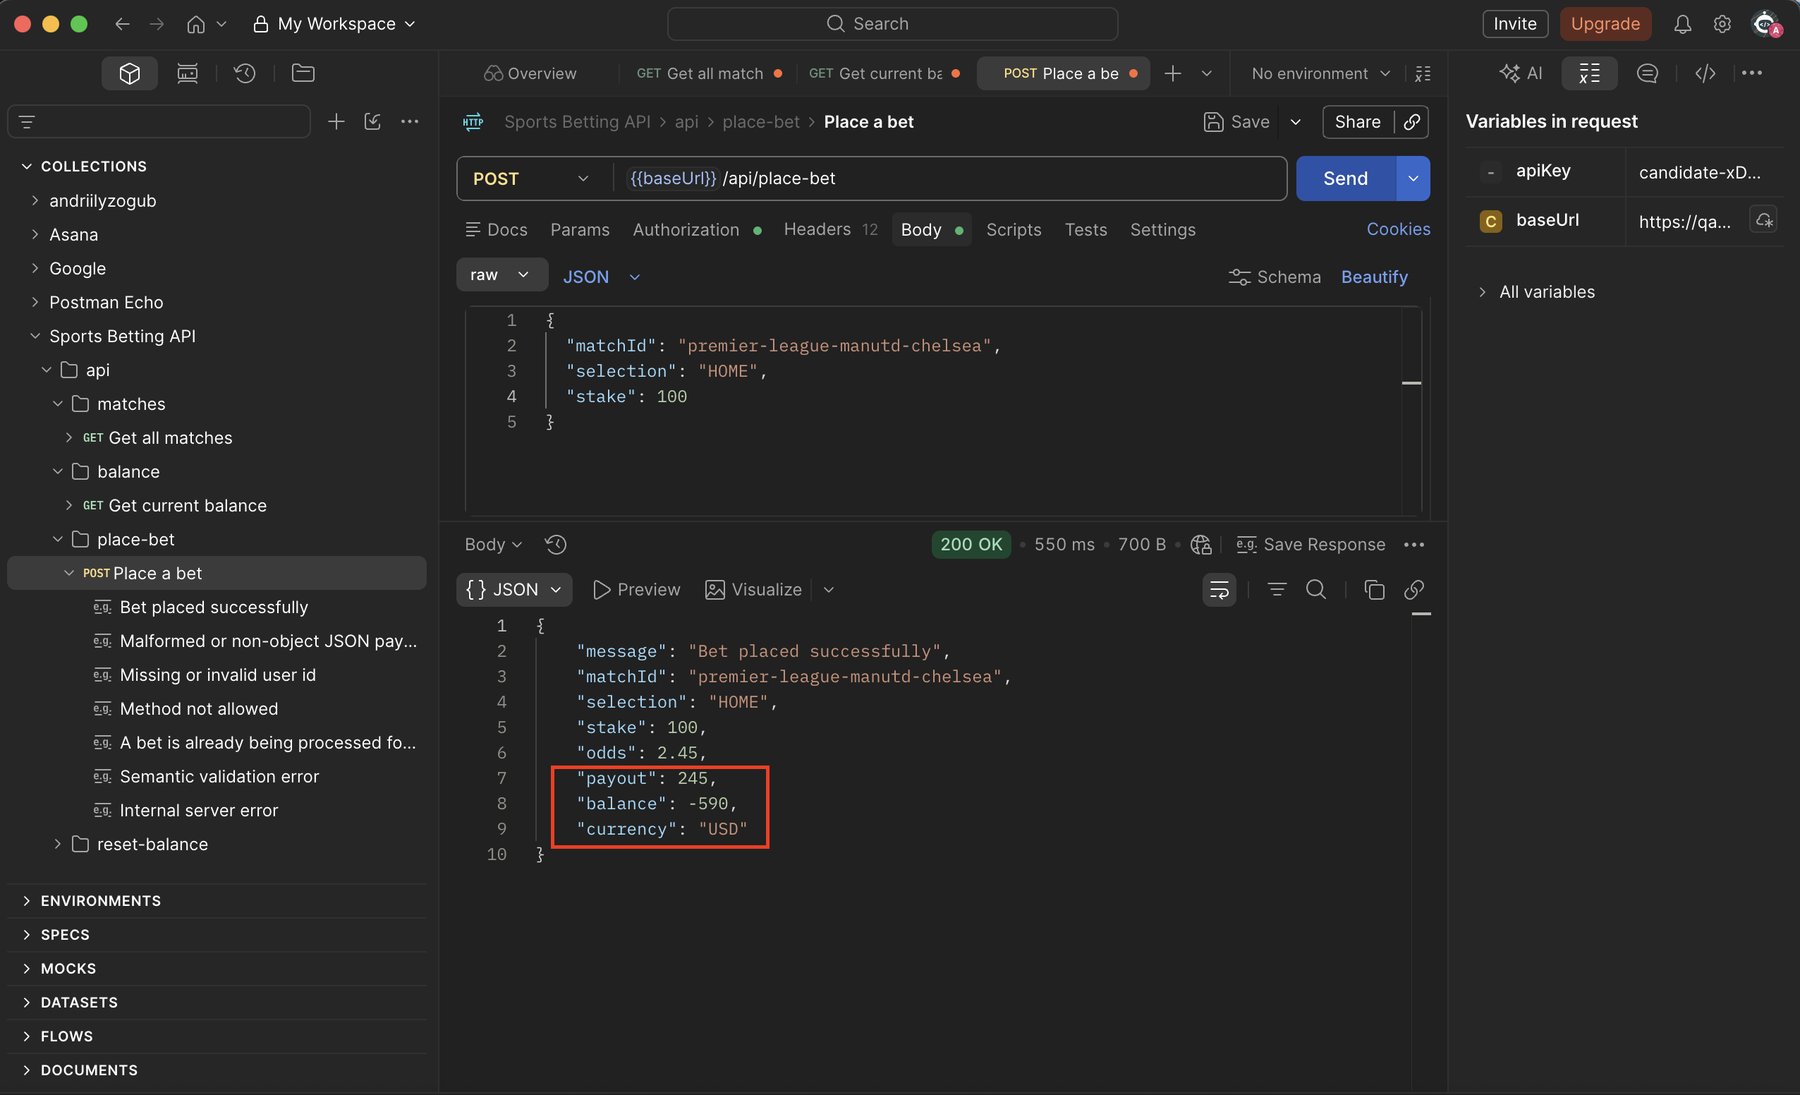 My Workspace
Search
Invite
Upgrade
A
Overview
GET Get all match
GET Get current ba
POST Place a be
No environment
AI
Sports Betting API > api > place-bet > Place a bet
Save
Share
Variables in request
COLLECTIONS
andriilyzogub
Asana
Google
Postman Echo
Sports Betting API
api
matches
GET Get all matches
balance
GET Get current balance
place-bet
POST Place a bet
e.g. Bet placed successfully
e.g. Malformed or non-object JSON pay...
e.g. Missing or invalid user id
e.g. Method not allowed
e.g. A bet is already being processed fo...
e.g. Semantic validation error
e.g. Internal server error
reset-balance
ENVIRONMENTS
SPECS
MOCKS
DATASETS
FLOWS
DOCUMENTS
HTTP
POST
{{baseUrl}} /api/place-bet
Send
Docs
Params
Authorization
Headers 12
Body
Scripts
Tests
Settings
Cookies
raw
JSON
Schema
Beautify
1 {
2 "matchId": "premier-league-manutd-chelsea",
3 "selection": "HOME",
4 "stake": 100
5 }
Body
200 OK
550 ms
700 B
e.g. Save Response
{} JSON
Preview
Visualize
1 {
2 "message": "Bet placed successfully",
3 "matchId": "premier-league-manutd-chelsea",
4 "selection": "HOME",
5 "stake": 100,
6 "odds": 2.45,
7 "payout": 245,
8 "balance": -590,
9 "currency": "USD"
10 }
- apiKey candidate-xD...
C baseUrl https://qa...
All variables